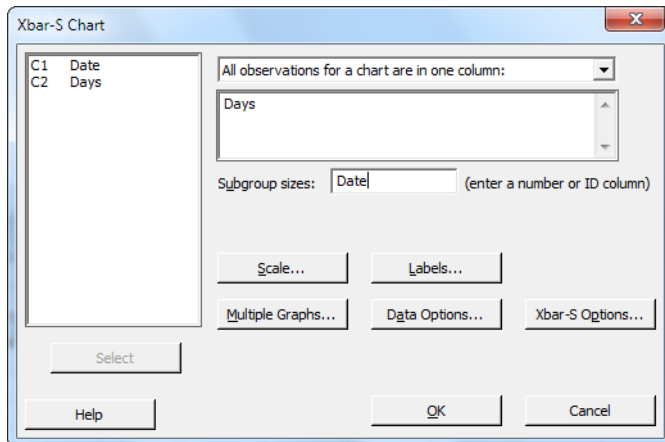 Xbar-S Chart
C1 Date
C2 Days
All observations for a chart are in one column:
Days
Subgroup sizes: Date (enter a number or ID column)
Scale... Labels...
Multiple Graphs... Data Options... Xbar-S Options...
Select
Help OK Cancel